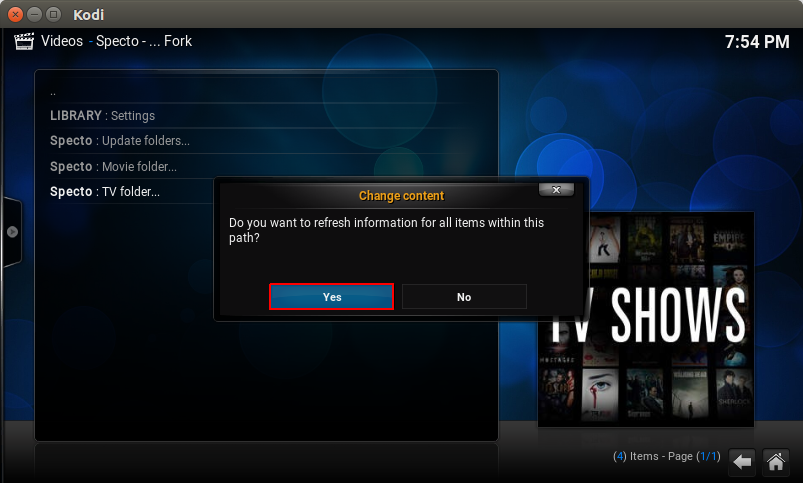 Kodi
Videos - Specto - ... Fork
7:54 PM
..
LIBRARY : Settings
Specto : Update folders...
Specto : Movie folder...
Specto : TV folder...
Change content
Do you want to refresh information for all items within this
path?
Yes
No
EMPIRE
TV SHOWS
SHERLOCK
(4) Items - Page (1/1)